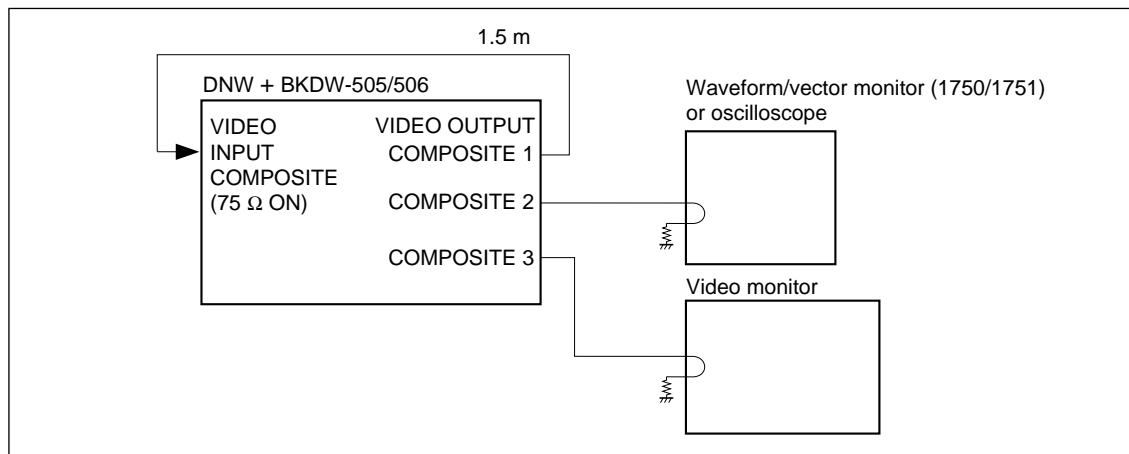 1.5 m
DNW + BKDW-505/506
VIDEO
INPUT
COMPOSITE
(75 Ω ON)
VIDEO OUTPUT
COMPOSITE 1
COMPOSITE 2
COMPOSITE 3
Waveform/vector monitor (1750/1751)
or oscilloscope
Video monitor